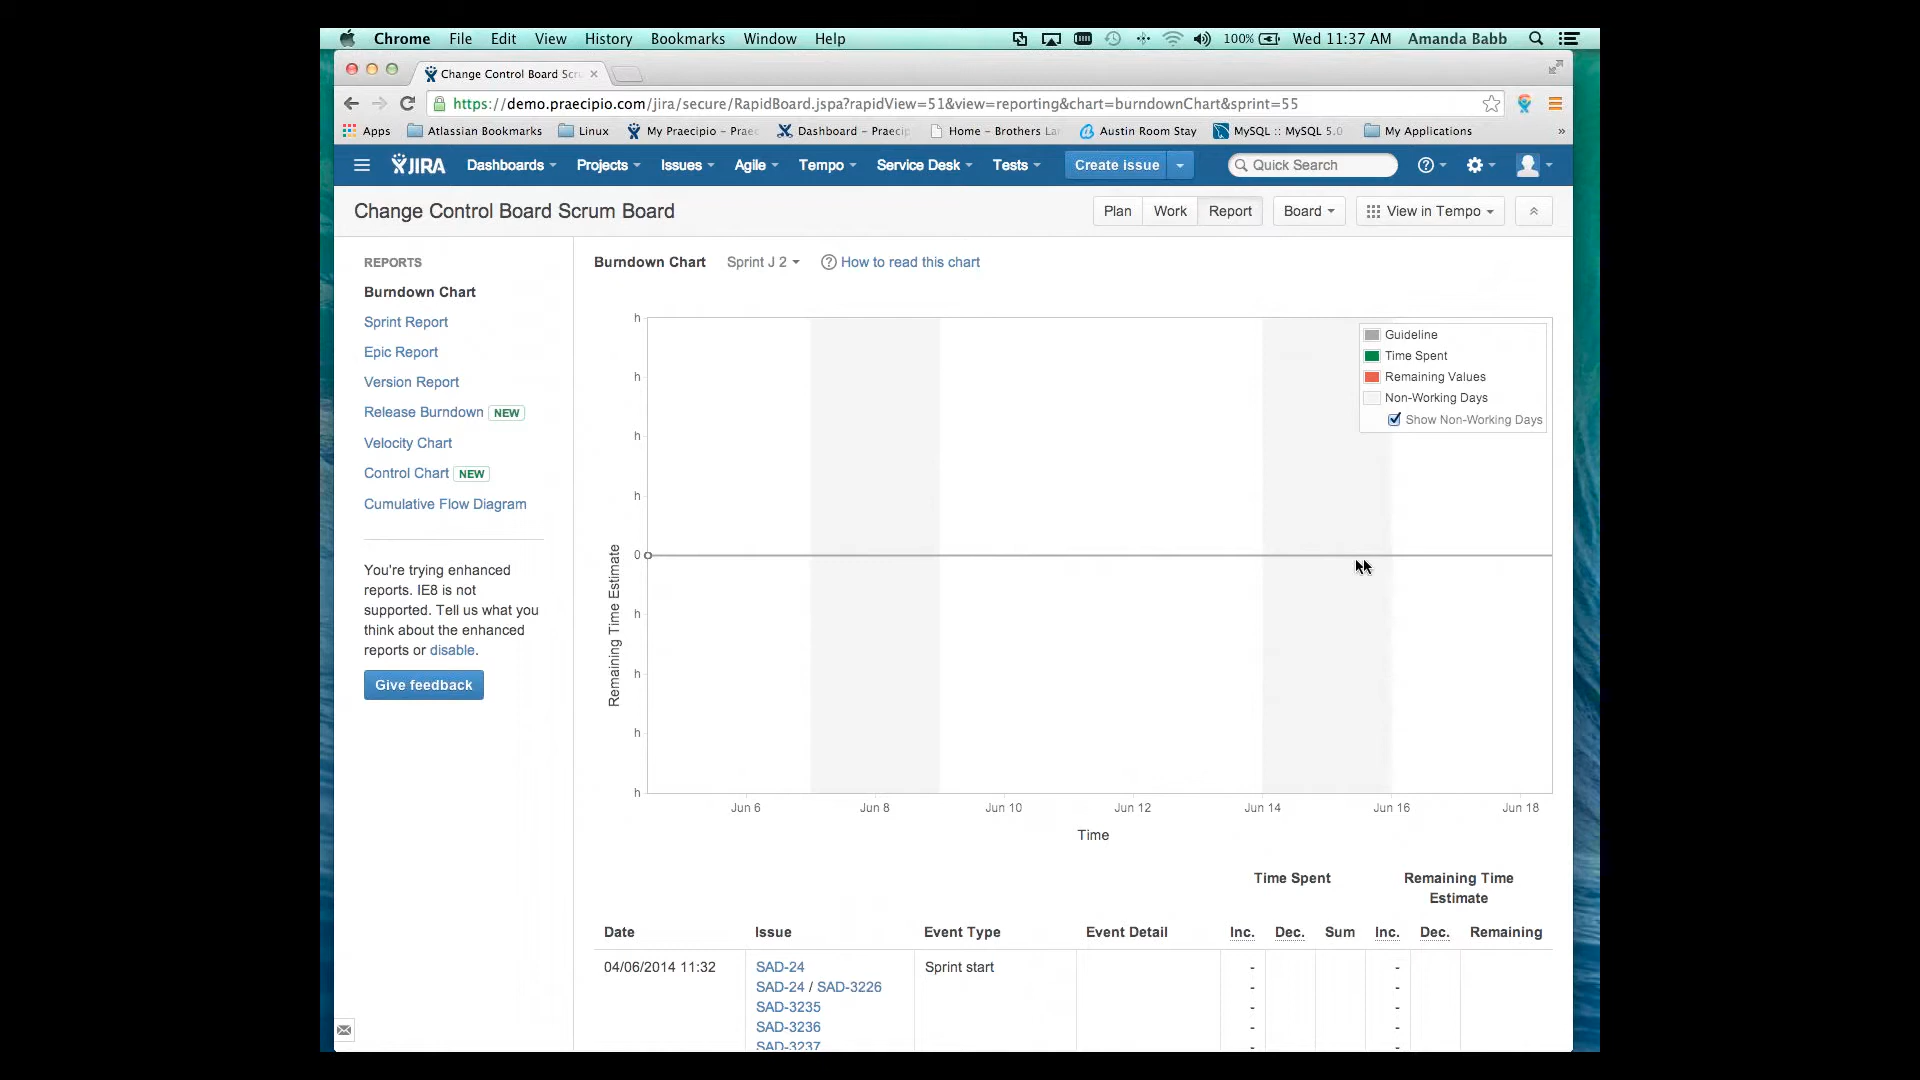 Chrome File Edit View History Bookmarks Window Help 100% Wed 11:37 AM Amanda Babb
Change Control Board Scru
https://demo.praecipio.com/jira/secure/RapidBoard.jspa?rapidView=51&view=reporting&chart=burndownChart&sprint=55
Apps Atlassian Bookmarks Linux My Praecipio – Prae Dashboard – Praecip Home – Brothers La Austin Room Stay MySQL :: MySQL 5.0 My Applications »
JIRA Dashboards Projects Issues Agile Tempo Service Desk Tests Create issue Quick Search
Change Control Board Scrum Board Plan Work Report Board View in Tempo
REPORTS
Burndown Chart
Sprint Report
Epic Report
Version Report
Release Burndown NEW
Velocity Chart
Control Chart NEW
Cumulative Flow Diagram
You're trying enhanced
reports. IE8 is not
supported. Tell us what you
think about the enhanced
reports or disable.
Give feedback
Burndown Chart Sprint J 2 How to read this chart
h
h
h
h
0
h
h
h
h
Remaining Time Estimate
Guideline
Time Spent
Remaining Values
Non-Working Days
Show Non-Working Days
Jun 6 Jun 8 Jun 10 Jun 12 Jun 14 Jun 16 Jun 18
Time
Time Spent Remaining Time
Estimate
Date Issue Event Type Event Detail Inc. Dec. Sum Inc. Dec. Remaining
04/06/2014 11:32 SAD-24 Sprint start - -
SAD-24 / SAD-3226 - -
SAD-3235 - -
SAD-3236 - -
SAD-3237 - -